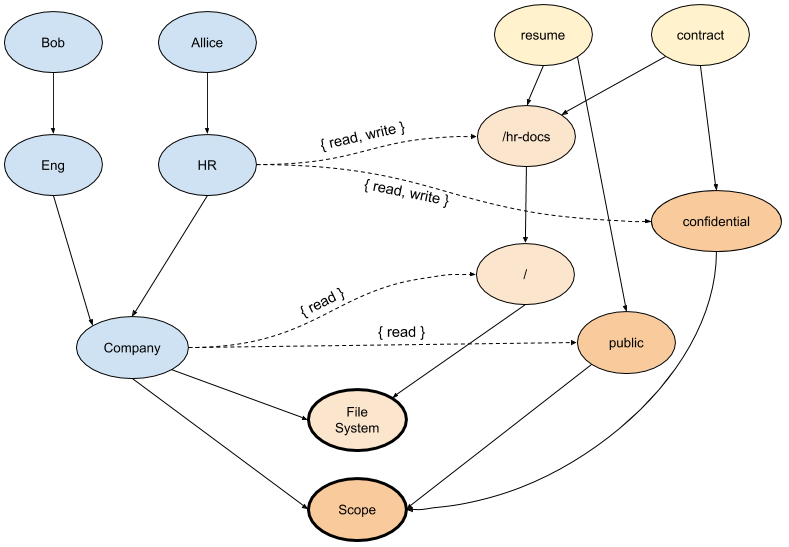 Bob
Allice
resume
contract
{ read, write }
/hr-docs
Eng
HR
{ read, write }
confidential
/
{ read }
{ read }
Company
public
File
System
Scope